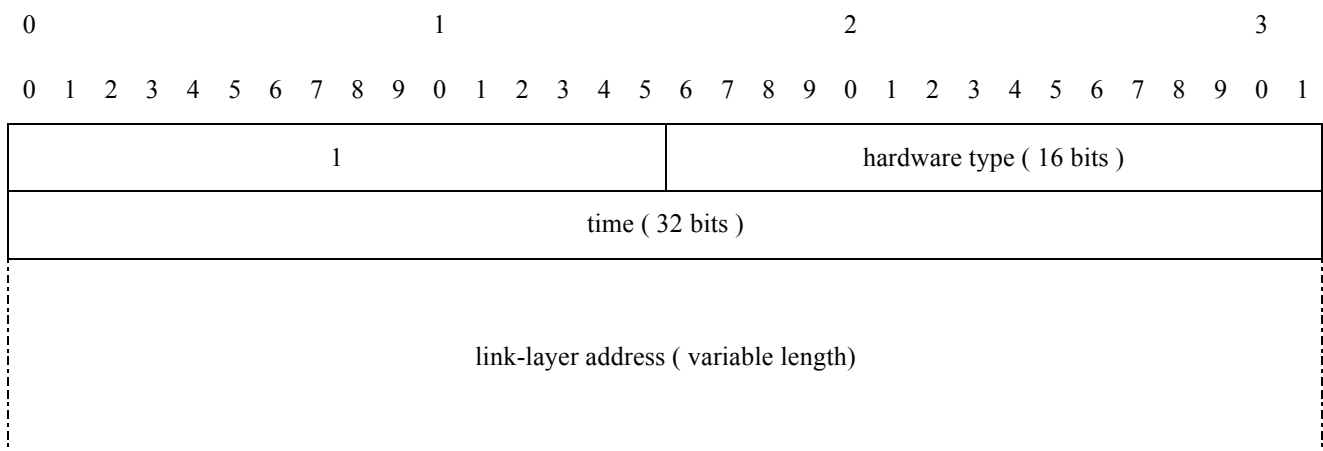 0 1 2 3
0 1 2 3 4 5 6 7 8 9 0 1 2 3 4 5 6 7 8 9 0 1 2 3 4 5 6 7 8 9 0 1
1 hardware type ( 16 bits )
time ( 32 bits )
link-layer address ( variable length)